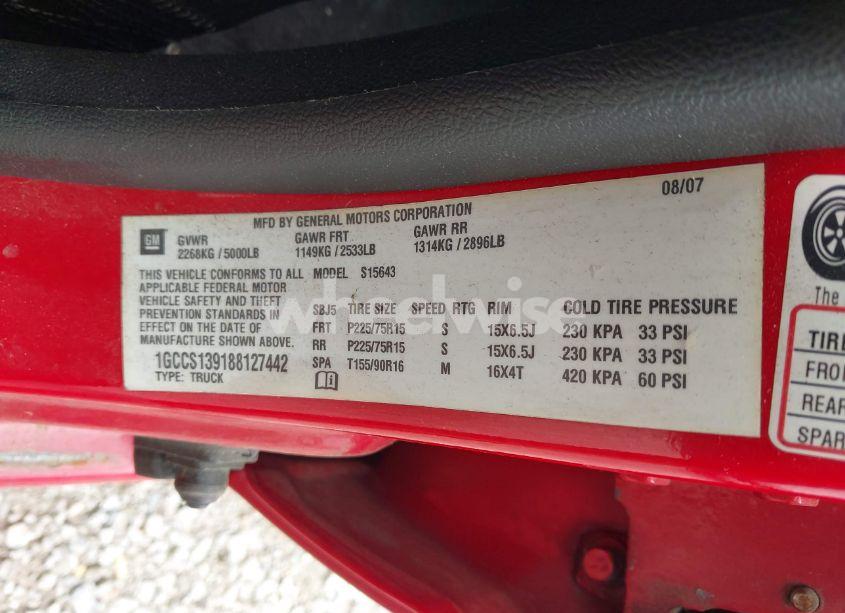 08/07
MFD BY GENERAL MOTORS CORPORATION
GM
GVWR GAWR FRT GAWR RR
2268KG / 5000LB 1149KG / 2533LB 1314KG / 2896LB
THIS VEHICLE CONFORMS TO ALL MODEL S15643
APPLICABLE FEDERAL MOTOR
VEHICLE SAFETY AND THEFT
PREVENTION STANDARDS IN
EFFECT ON THE DATE OF
MANUFACTURE SHOWN ABOVE.
1GCCS139188127442
TYPE: TRUCK
SBJ5 TIRE SIZE SPEED RTG RIM COLD TIRE PRESSURE
FRT P225/75R15 S 15X6.5J 230 KPA 33 PSI
RR P225/75R15 S 15X6.5J 230 KPA 33 PSI
SPA T155/90R16 M 16X4T 420 KPA 60 PSI
wheelwise
The
TIRE
FRO
REAR
SPAR